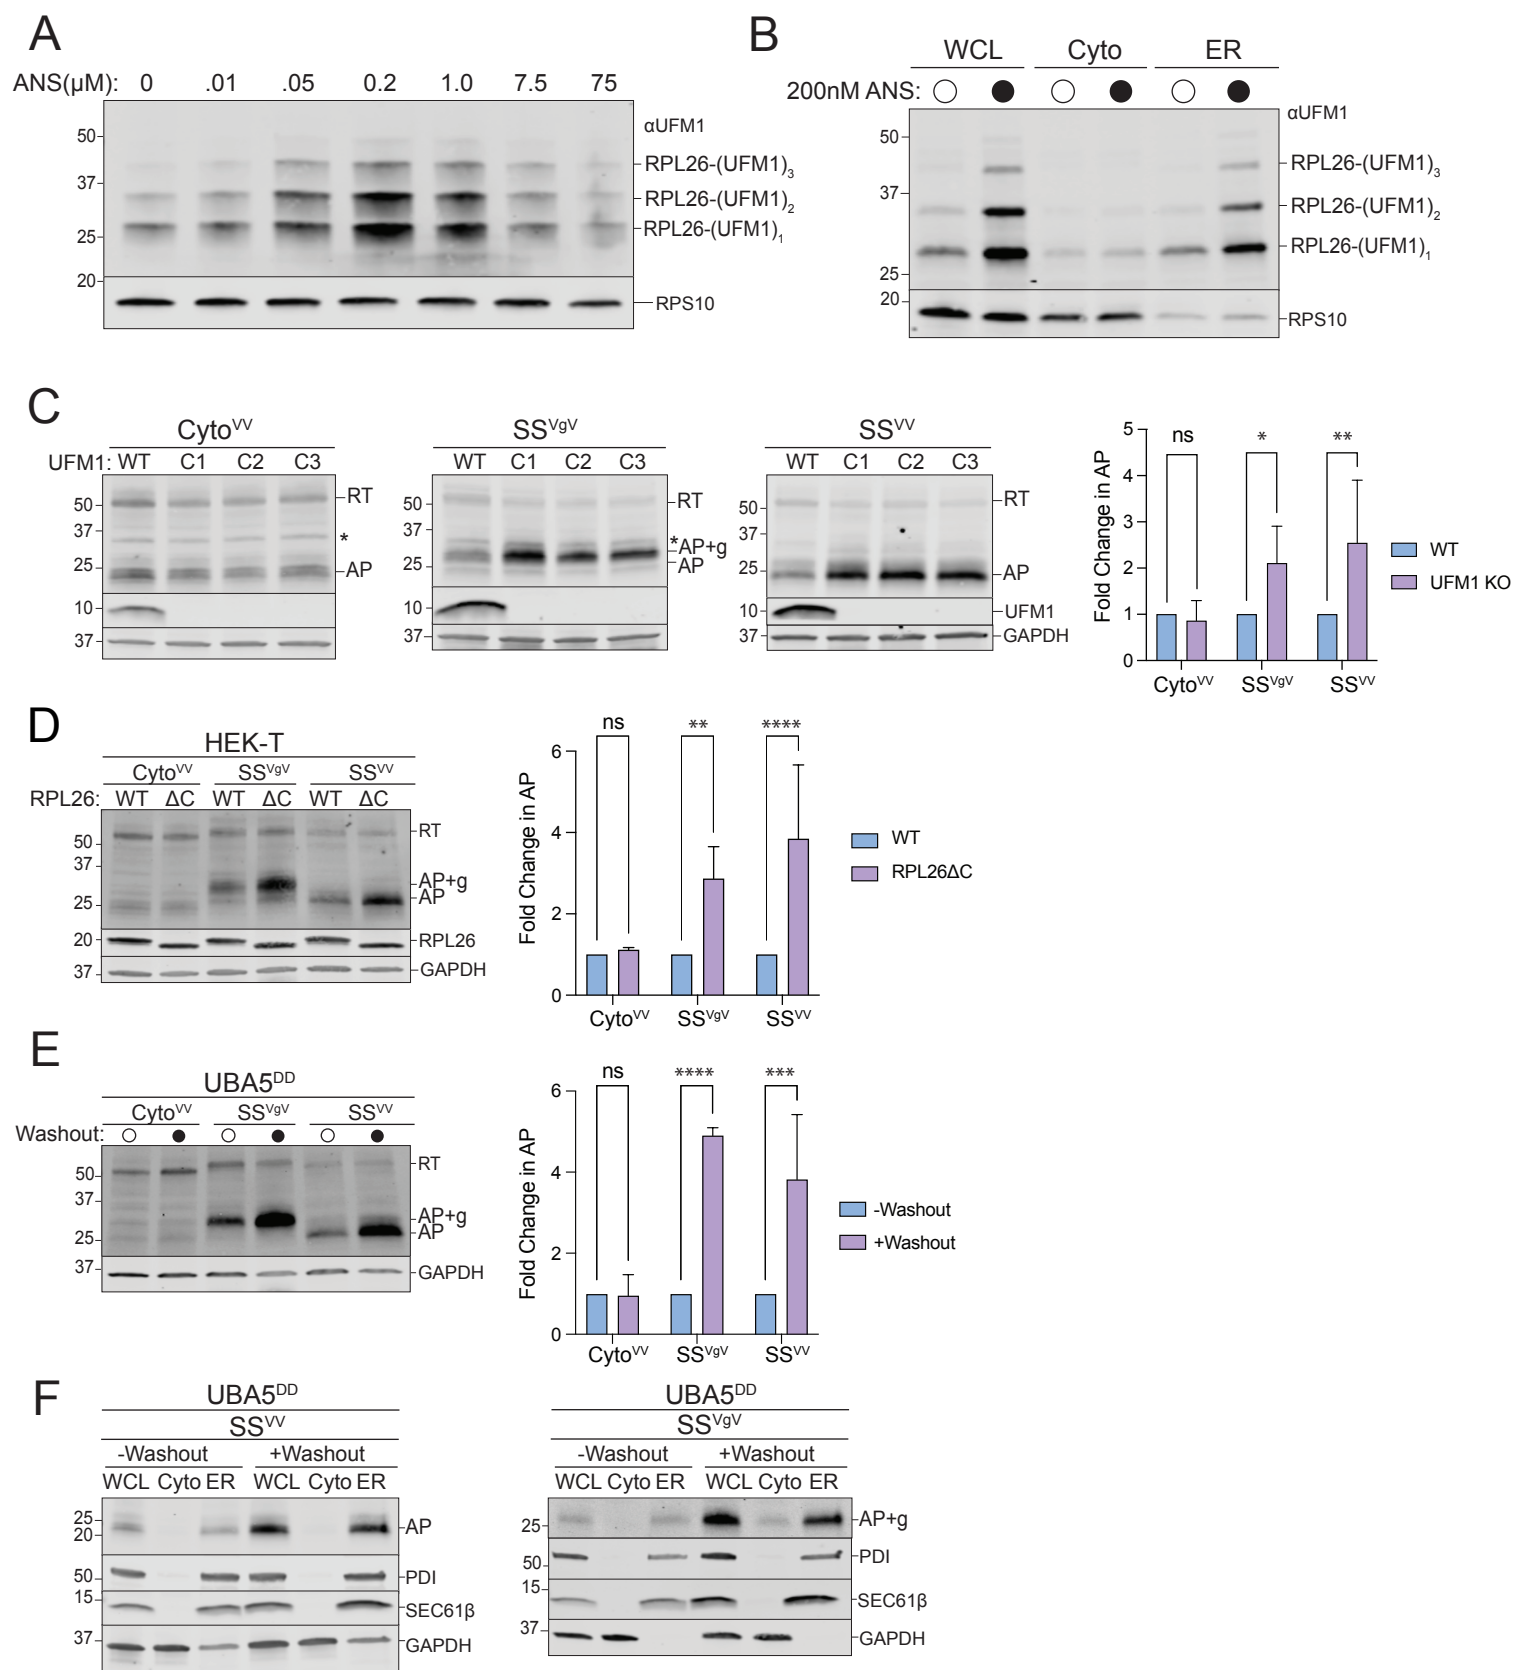 A
ANS(μM): 0 .01 .05 0.2 1.0 7.5 75
αUFM1
50
RPL26-(UFM1)3
37
RPL26-(UFM1)2
RPL26-(UFM1)1
25
20
RPS10
B
WCL Cyto ER
200nM ANS:
αUFM1
50
RPL26-(UFM1)3
37
RPL26-(UFM1)2
RPL26-(UFM1)1
25
20
RPS10
C
CytoVV
UFM1: WT C1 C2 C3
50 RT
37 *
25 AP
10
37
SSVgV
WT C1 C2 C3
50 RT
37
*AP+g
25 AP
10
37
SSVV
WT C1 C2 C3
50 RT
37
25 AP
10 UFM1
37 GAPDH
Fold Change in AP
5
4
3
2
1
0
ns * **
CytoVV SSVgV SSVV
WT
UFM1 KO
D
HEK-T
CytoVV SSVgV SSVV
RPL26: WT ΔC WT ΔC WT ΔC
RT
50
37
AP+g
AP
25
20 RPL26
37 GAPDH
Fold Change in AP
6
4
2
0
ns ** ****
CytoVV SSVgV SSVV
WT
RPL26ΔC
E
UBA5DD
CytoVV SSVgV SSVV
Washout:
RT
50
37
AP+g
AP
25
37 GAPDH
Fold Change in AP
6
4
2
0
ns **** ***
CytoVV SSVgV SSVV
-Washout
+Washout
F
UBA5DD
SSVV
-Washout +Washout
WCL Cyto ER WCL Cyto ER
25
20 AP
50 PDI
15
SEC61β
37 GAPDH
UBA5DD
SSVgV
-Washout +Washout
WCL Cyto ER WCL Cyto ER
25 AP+g
50 PDI
15
SEC61β
37
GAPDH